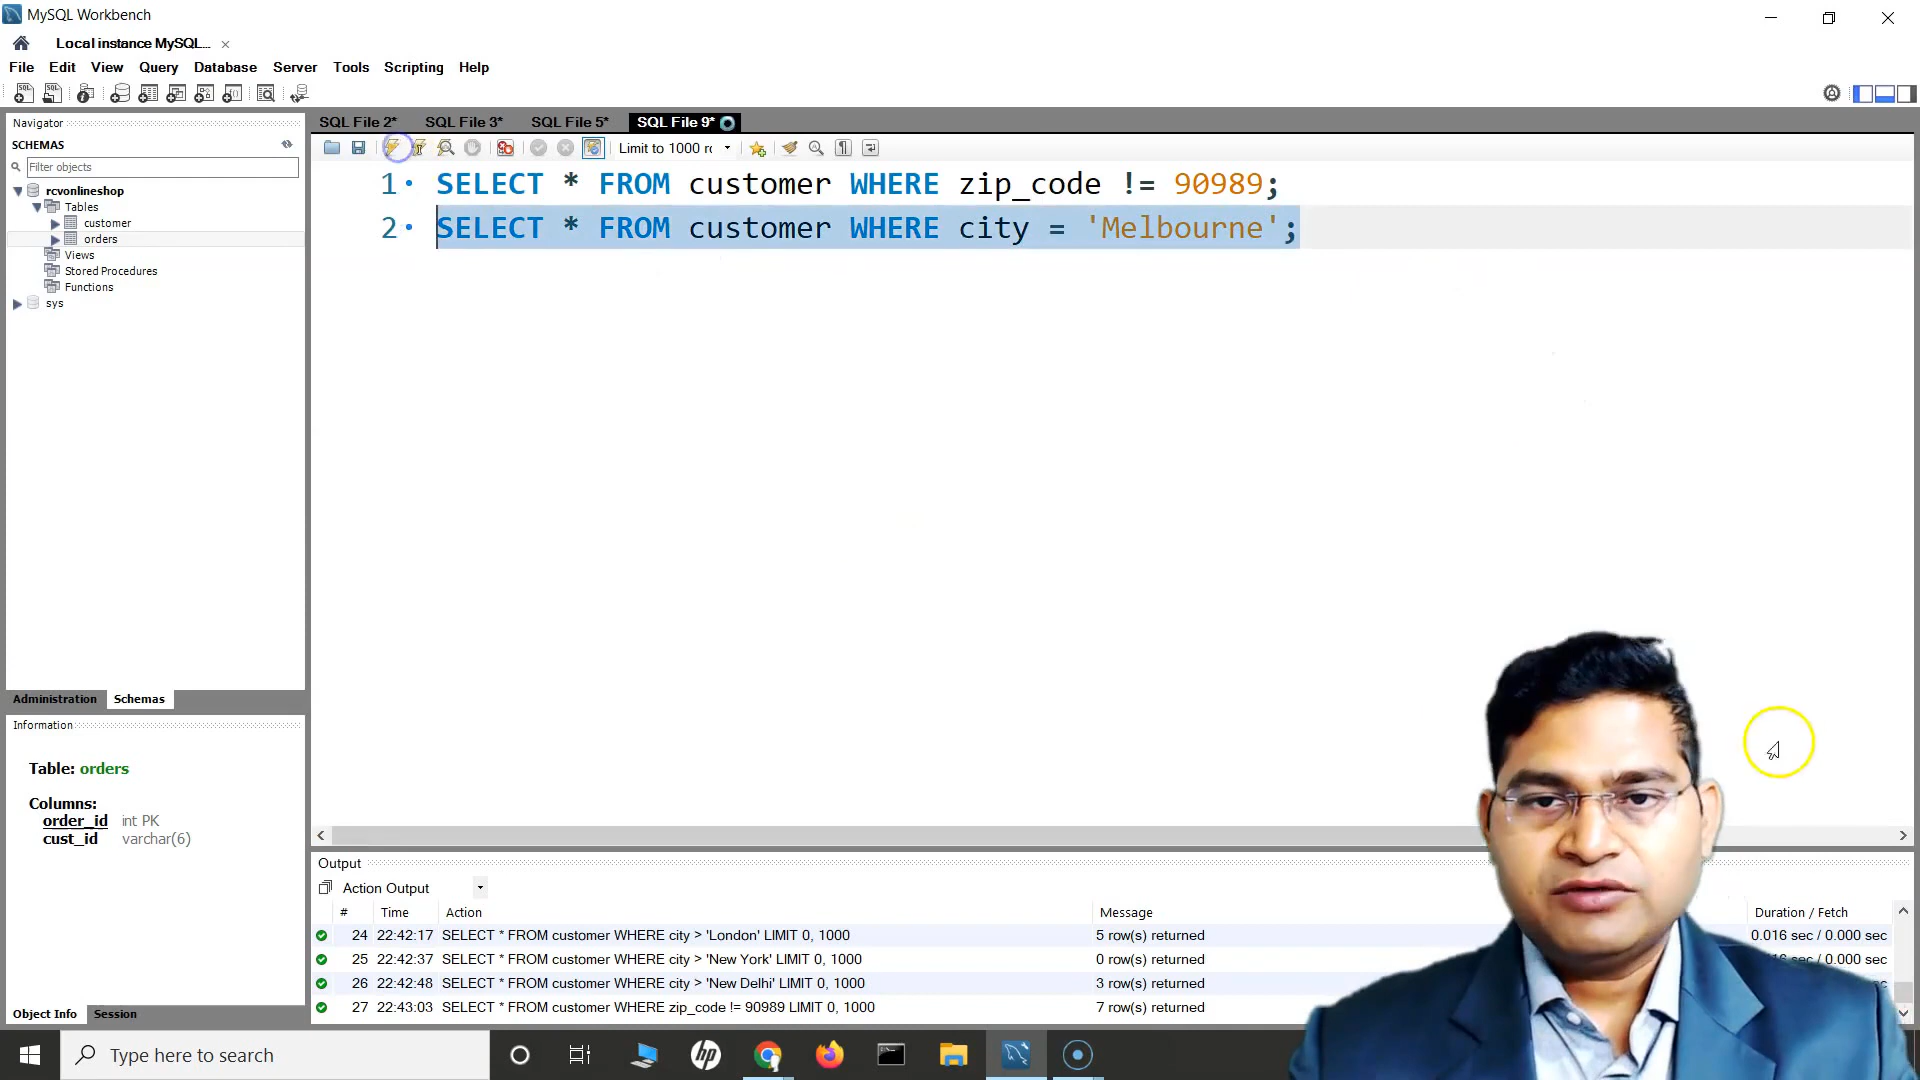 MySQL Workbench
Local instance MySQL...
File Edit View Query Database Server Tools Scripting Help
Navigator
SCHEMAS
Filter objects
rcvonlineshop
Tables
customer
orders
Views
Stored Procedures
Functions
sys
Administration Schemas
Information
Table: orders
Columns:
order_id int PK
cust_id varchar(6)
Object Info Session
SQL File 2* SQL File 3* SQL File 5* SQL File 9*
Limit to 1000 rc
1 SELECT * FROM customer WHERE zip_code != 90989;
2 SELECT * FROM customer WHERE city = 'Melbourne';
Output
Action Output
# Time Action Message Duration / Fetch
24 22:42:17 SELECT * FROM customer WHERE city > 'London' LIMIT 0, 1000 5 row(s) returned 0.016 sec / 0.000 sec
25 22:42:37 SELECT * FROM customer WHERE city > 'New York' LIMIT 0, 1000 0 row(s) returned sec / 0.000 sec
26 22:42:48 SELECT * FROM customer WHERE city > 'New Delhi' LIMIT 0, 1000 3 row(s) returned
27 22:43:03 SELECT * FROM customer WHERE zip_code != 90989 LIMIT 0, 1000 7 row(s) returned
Type here to search